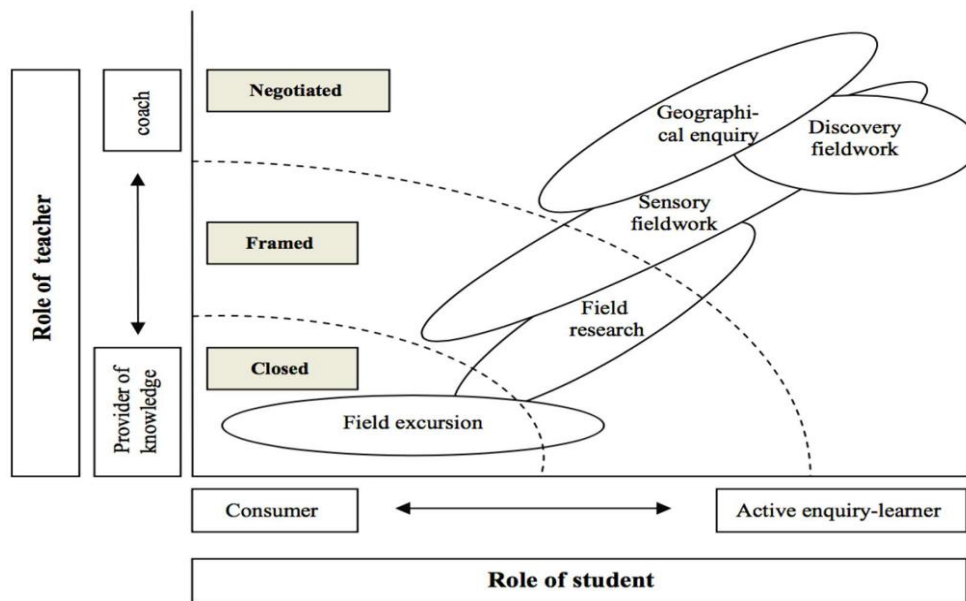 Role of teacher
coach
Provider of
knowledge
Negotiated
Framed
Closed
Geographi-
cal enquiry
Discovery
fieldwork
Sensory
fieldwork
Field
research
Field excursion
Consumer
Active enquiry-learner
Role of student